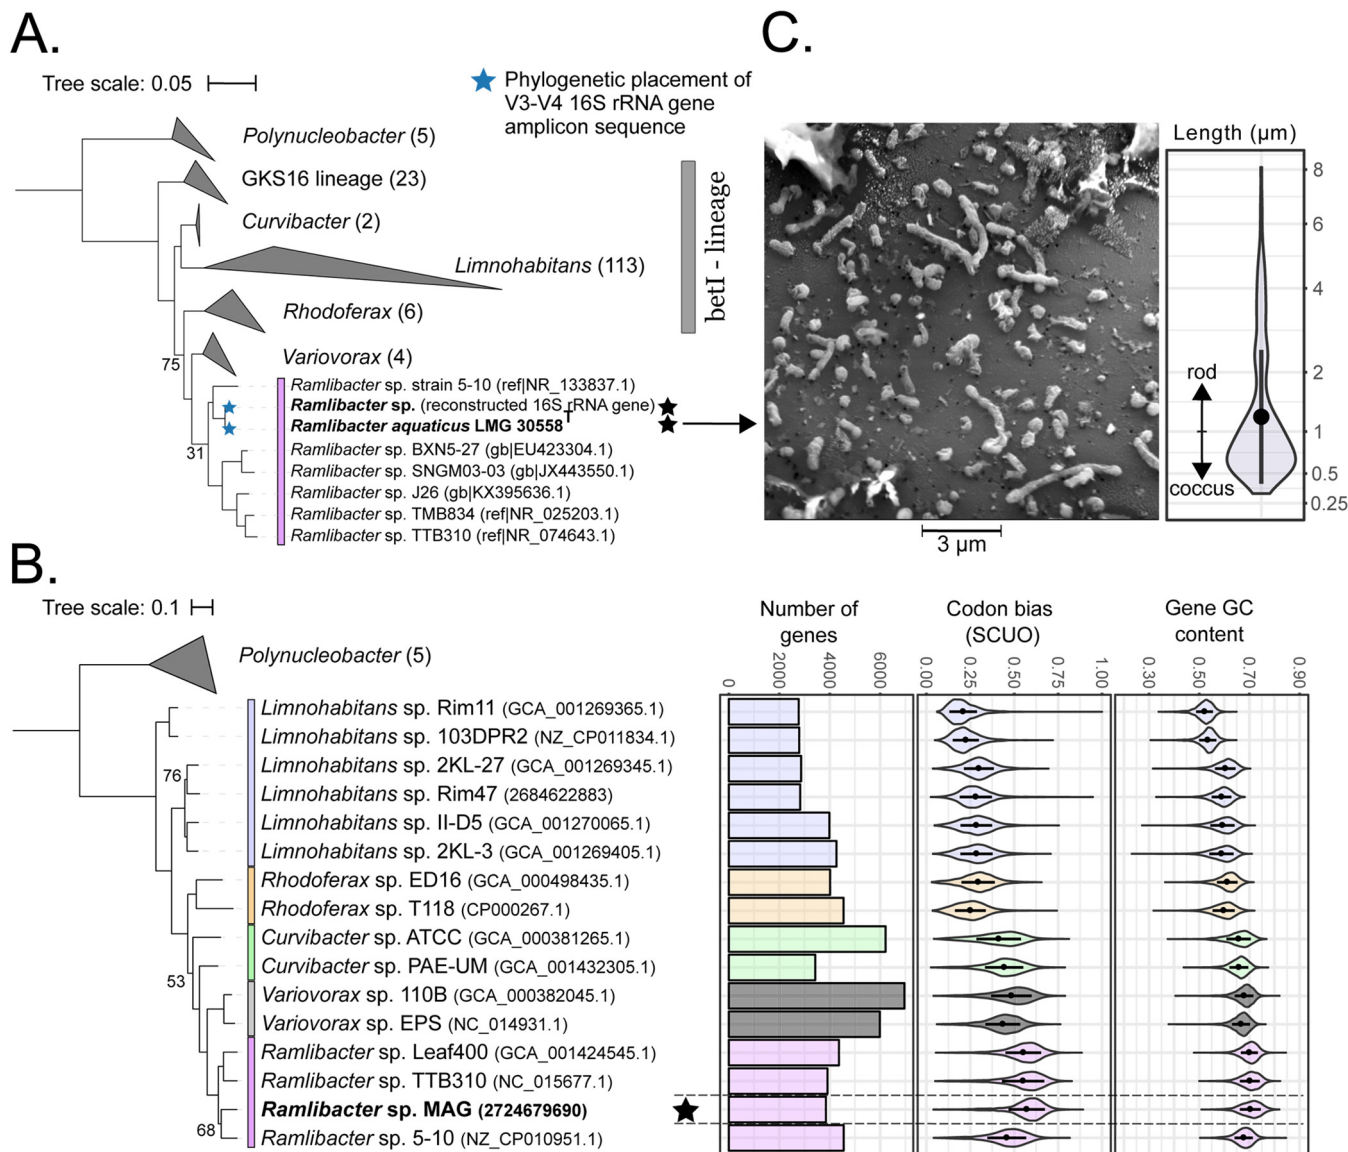 A.
Tree scale: 0.05
Phylogenetic placement of
V3-V4 16S rRNA gene
amplicon sequence
Polynucleobacter (5)
GKS16 lineage (23)
Curvibacter (2)
Limnohabitans (113)
Rhodoferax (6)
Variovorax (4)
betI - lineage
75
Ramlibacter sp. strain 5-10 (ref|NR_133837.1)
Ramlibacter sp. (reconstructed 16S rRNA gene)
Ramlibacter aquaticus LMG 30558T
Ramlibacter sp. BXN5-27 (gb|EU423304.1)
31
Ramlibacter sp. SNGM03-03 (gb|JX443550.1)
Ramlibacter sp. J26 (gb|KX395636.1)
Ramlibacter sp. TMB834 (ref|NR_025203.1)
Ramlibacter sp. TTB310 (ref|NR_074643.1)
C.
Length (µm)
8
6
4
2
1
0.5
0.25
rod
coccus
3 µm
B.
Tree scale: 0.1
Polynucleobacter (5)
Limnohabitans sp. Rim11 (GCA_001269365.1)
Limnohabitans sp. 103DPR2 (NZ_CP011834.1)
76
Limnohabitans sp. 2KL-27 (GCA_001269345.1)
Limnohabitans sp. Rim47 (2684622883)
Limnohabitans sp. II-D5 (GCA_001270065.1)
Limnohabitans sp. 2KL-3 (GCA_001269405.1)
Rhodoferax sp. ED16 (GCA_000498435.1)
Rhodoferax sp. T118 (CP000267.1)
Curvibacter sp. ATCC (GCA_000381265.1)
Curvibacter sp. PAE-UM (GCA_001432305.1)
53
Variovorax sp. 110B (GCA_000382045.1)
Variovorax sp. EPS (NC_014931.1)
Ramlibacter sp. Leaf400 (GCA_001424545.1)
Ramlibacter sp. TTB310 (NC_015677.1)
Ramlibacter sp. MAG (2724679690)
68
Ramlibacter sp. 5-10 (NZ_CP010951.1)
Number of
genes
0 2000 4000 6000
Codon bias
(SCUO)
0.00 0.25 0.50 0.75 1.00
Gene GC
content
0.30 0.50 0.70 0.90